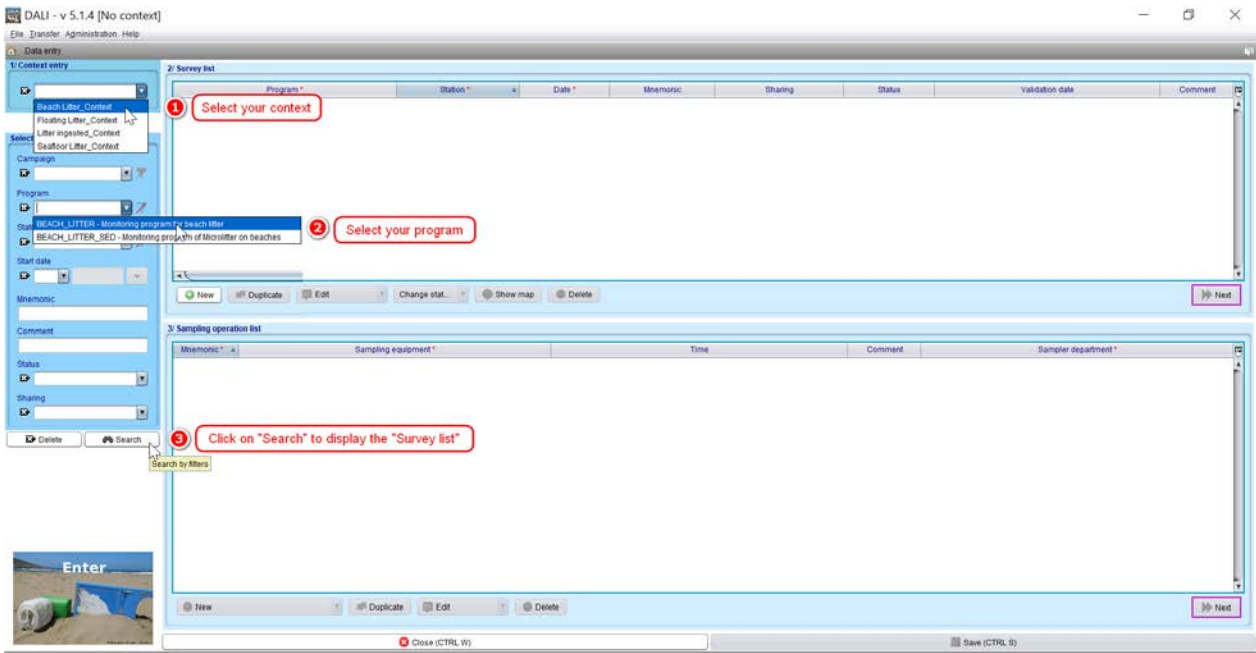 DALI - v 5.1.4 [No context]
File Transfer Administration Help
Data entry
1/ Context entry
Beach Litter_Context
Floating Litter_Context
Litter ingested_Context
Seafloor Litter_Context
1 Select your context
Select
Campaign
Program
BEACH_LITTER - Monitoring program for beach litter
BEACH_LITTER_SED - Monitoring program of Microlitter on beaches
2 Select your program
Start date
Mnemonic
Comment
Status
Sharing
Delete Search
Search by filters
3 Click on "Search" to display the "Survey list"
Enter
2/ Survey list
Program * Station * Date * Mnemonic Sharing Status Validation date Comment
New Duplicate Edit Change stat... Show map Delete Next
3/ Sampling operation list
Mnemonic * Sampling equipment * Time Comment Sampler department *
New Duplicate Edit Delete Next
Close (CTRL W) Save (CTRL S)